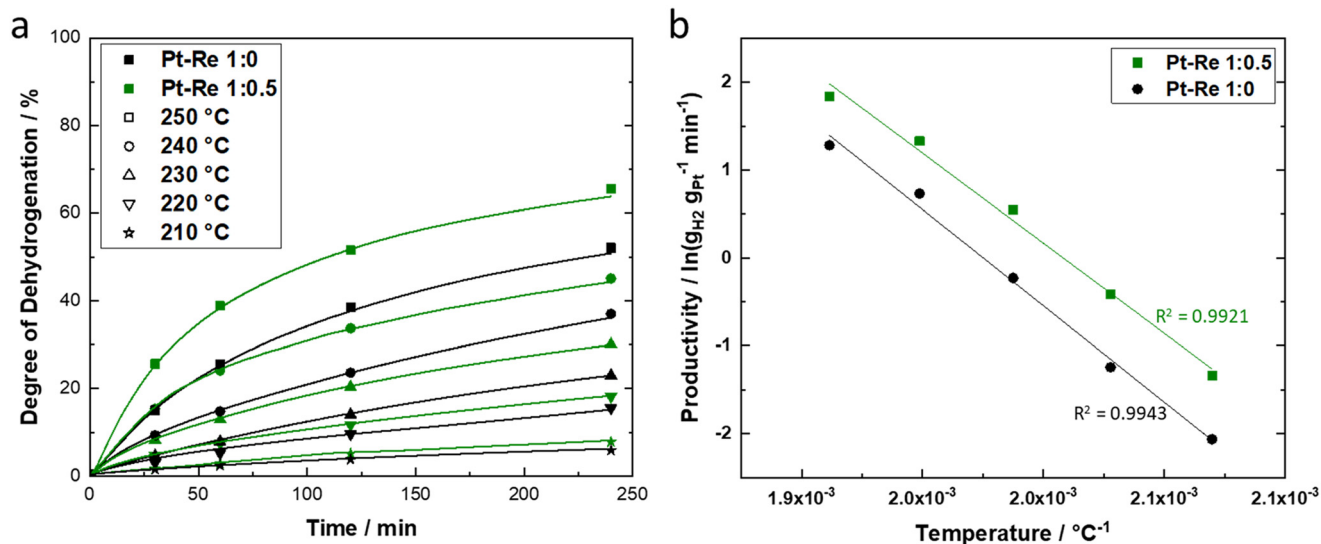 a
Degree of Dehydrogenation / %
100
80
60
40
20
0
Pt-Re 1:0
Pt-Re 1:0.5
250 °C
240 °C
230 °C
220 °C
210 °C
0 50 100 150 200 250
Time / min
b
Productivity / ln(g_H2 g_Pt⁻¹ min⁻¹)
2
1
0
-1
-2
Pt-Re 1:0.5
Pt-Re 1:0
R² = 0.9921
R² = 0.9943
1.9x10⁻³ 2.0x10⁻³ 2.0x10⁻³ 2.1x10⁻³ 2.1x10⁻³
Temperature / °C⁻¹